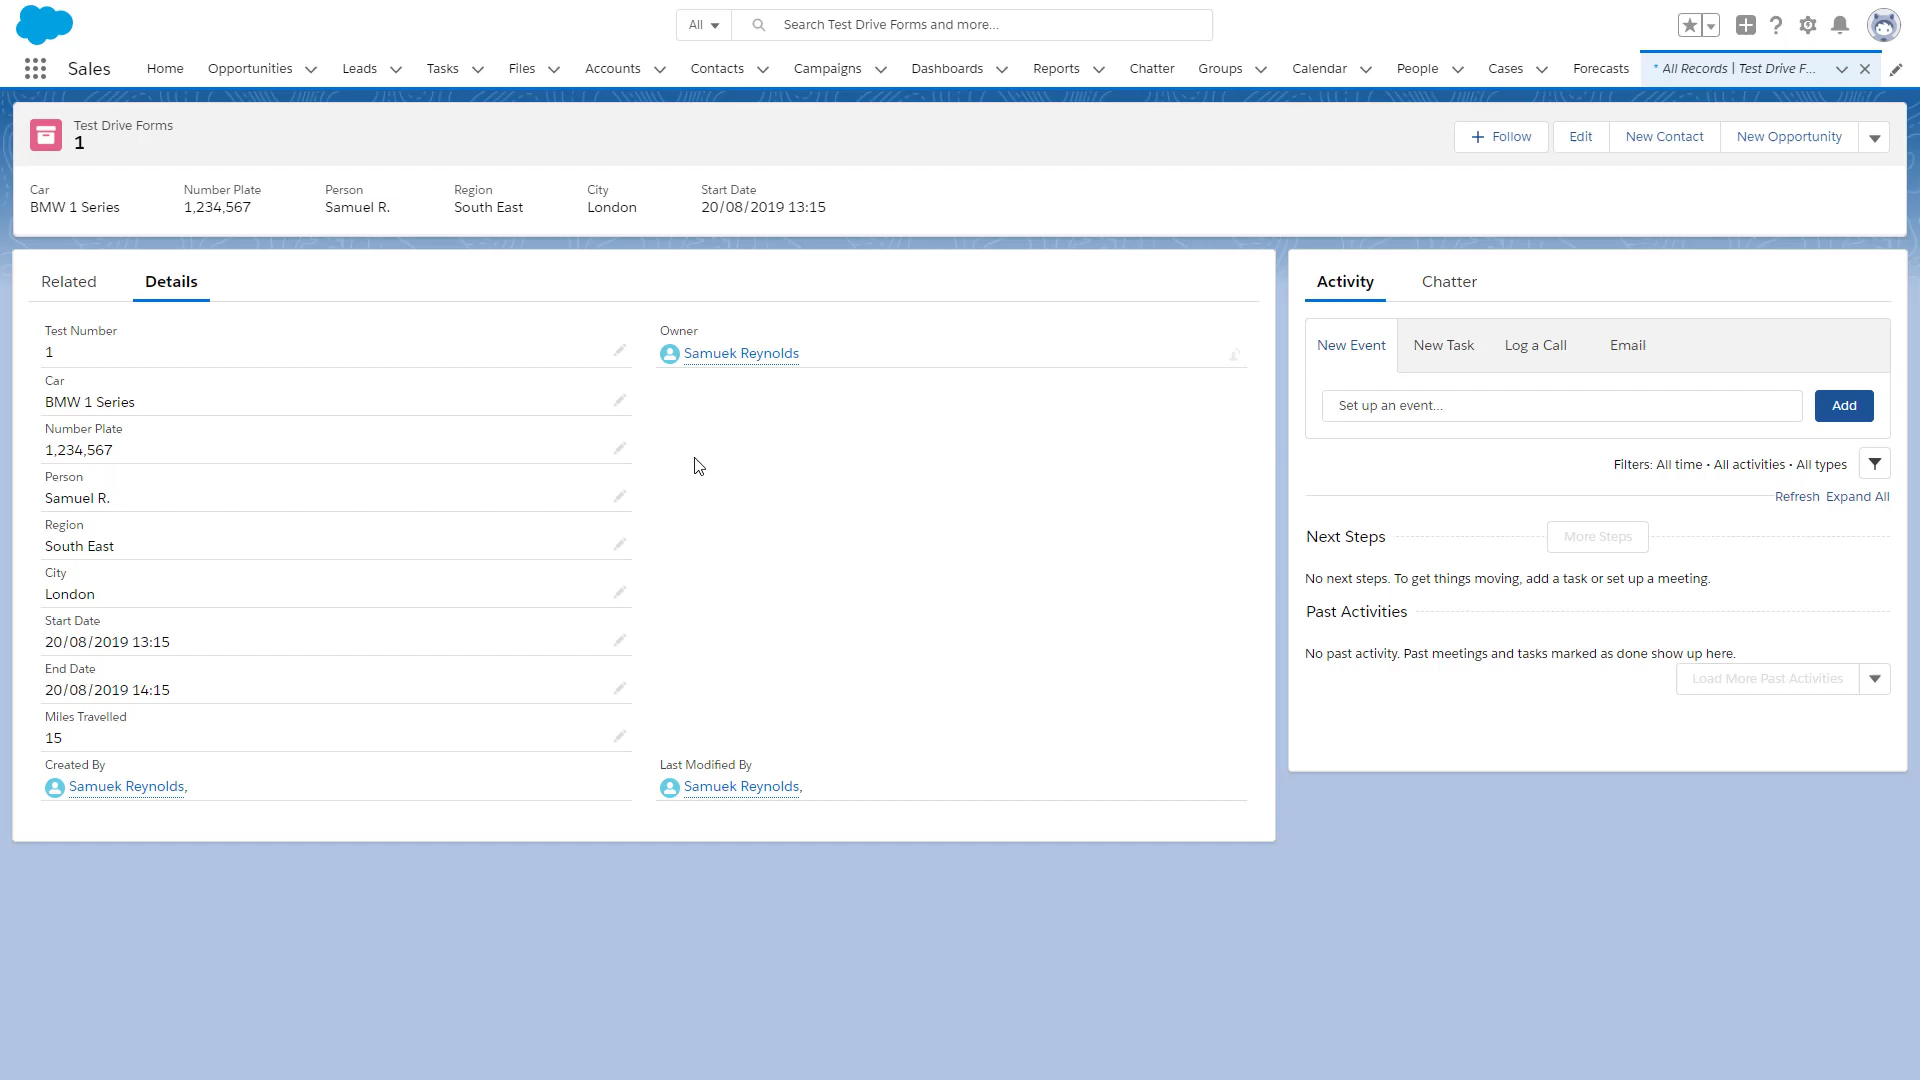 All
Search Test Drive Forms and more...
Sales Home Opportunities Leads Tasks Files Accounts Contacts Campaigns Dashboards Reports Chatter Groups Calendar People Cases Forecasts * All Records | Test Drive F...
Test Drive Forms
1
+ Follow Edit New Contact New Opportunity
Car Number Plate Person Region City Start Date
BMW 1 Series 1,234,567 Samuel R. South East London 20/08/2019 13:15
Related Details
Test Number
1
Car
BMW 1 Series
Number Plate
1,234,567
Person
Samuel R.
Region
South East
City
London
Start Date
20/08/2019 13:15
End Date
20/08/2019 14:15
Miles Travelled
15
Created By
Samuek Reynolds,
Owner
Samuek Reynolds
Last Modified By
Samuek Reynolds,
Activity Chatter
New Event New Task Log a Call Email
Set up an event...
Add
Filters: All time • All activities • All types
Refresh Expand All
Next Steps
More Steps
No next steps. To get things moving, add a task or set up a meeting.
Past Activities
No past activity. Past meetings and tasks marked as done show up here.
Load More Past Activities